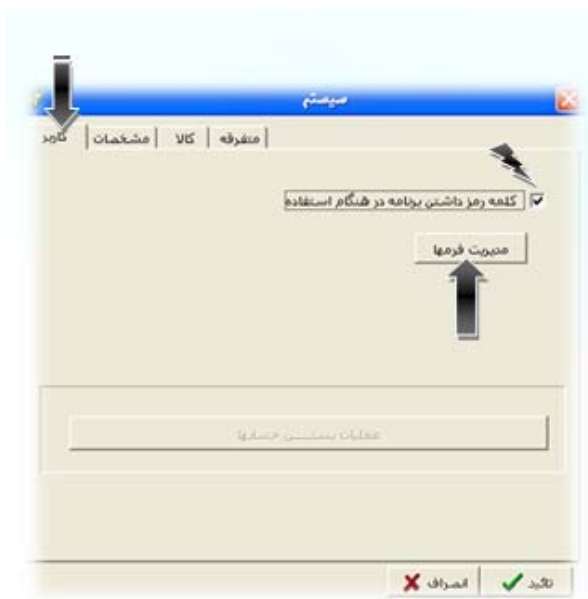 سیستم
متفرقه کالا مشخصات کاربر
کلمه رمز داشتن برنامه در هنگام استفاده
مدیریت فرمها
عملیات بستن حسابها
تائید انصراف